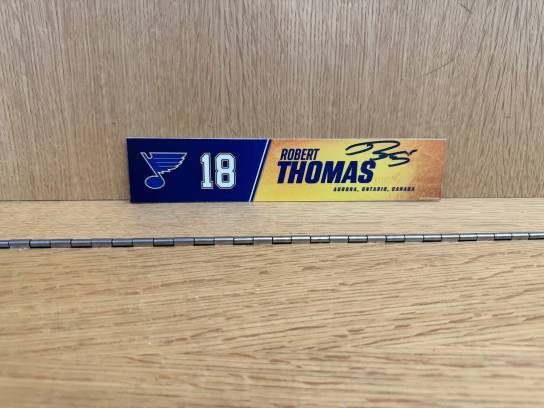 18
ROBERT
THOMAS
AURORA, ONTARIO, CANADA